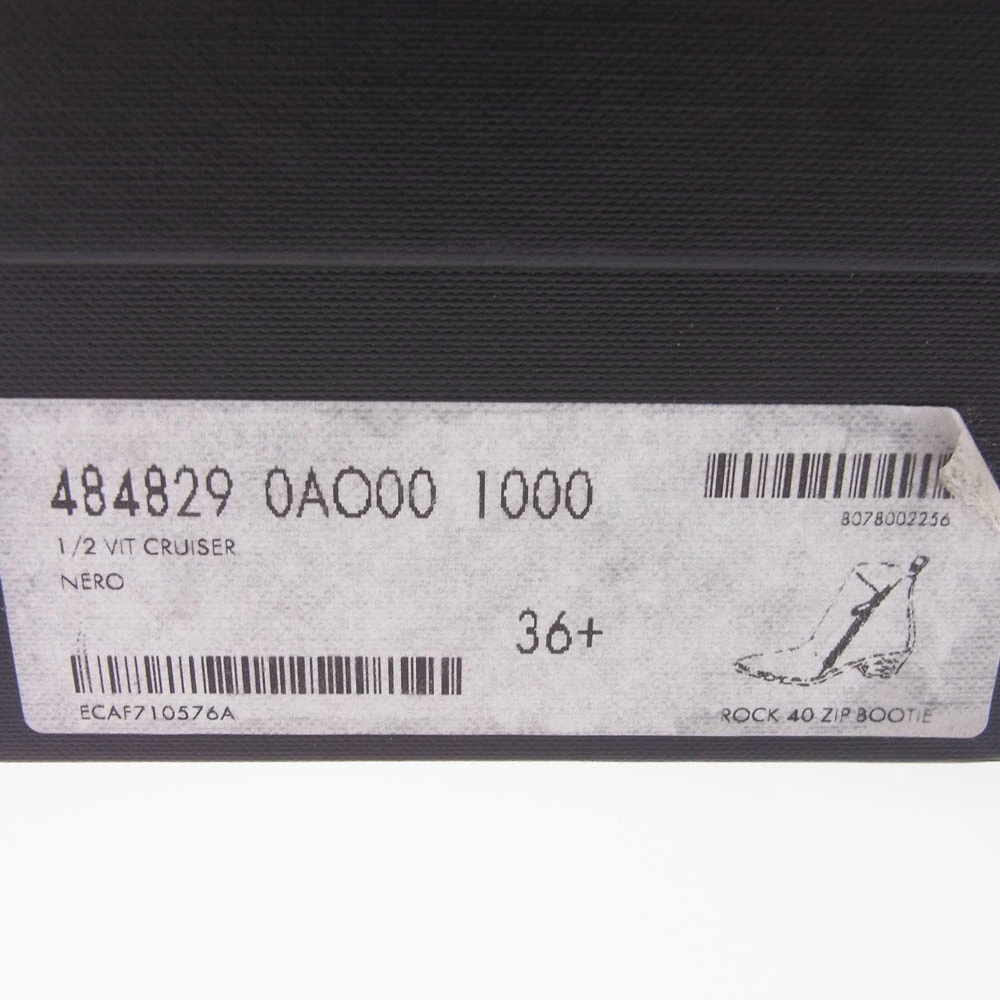 484829 0AO00 1000
8078002256
1/2 VIT CRUISER
NERO
36+
ECAF710576A
ROCK 40 ZIP BOOTIE